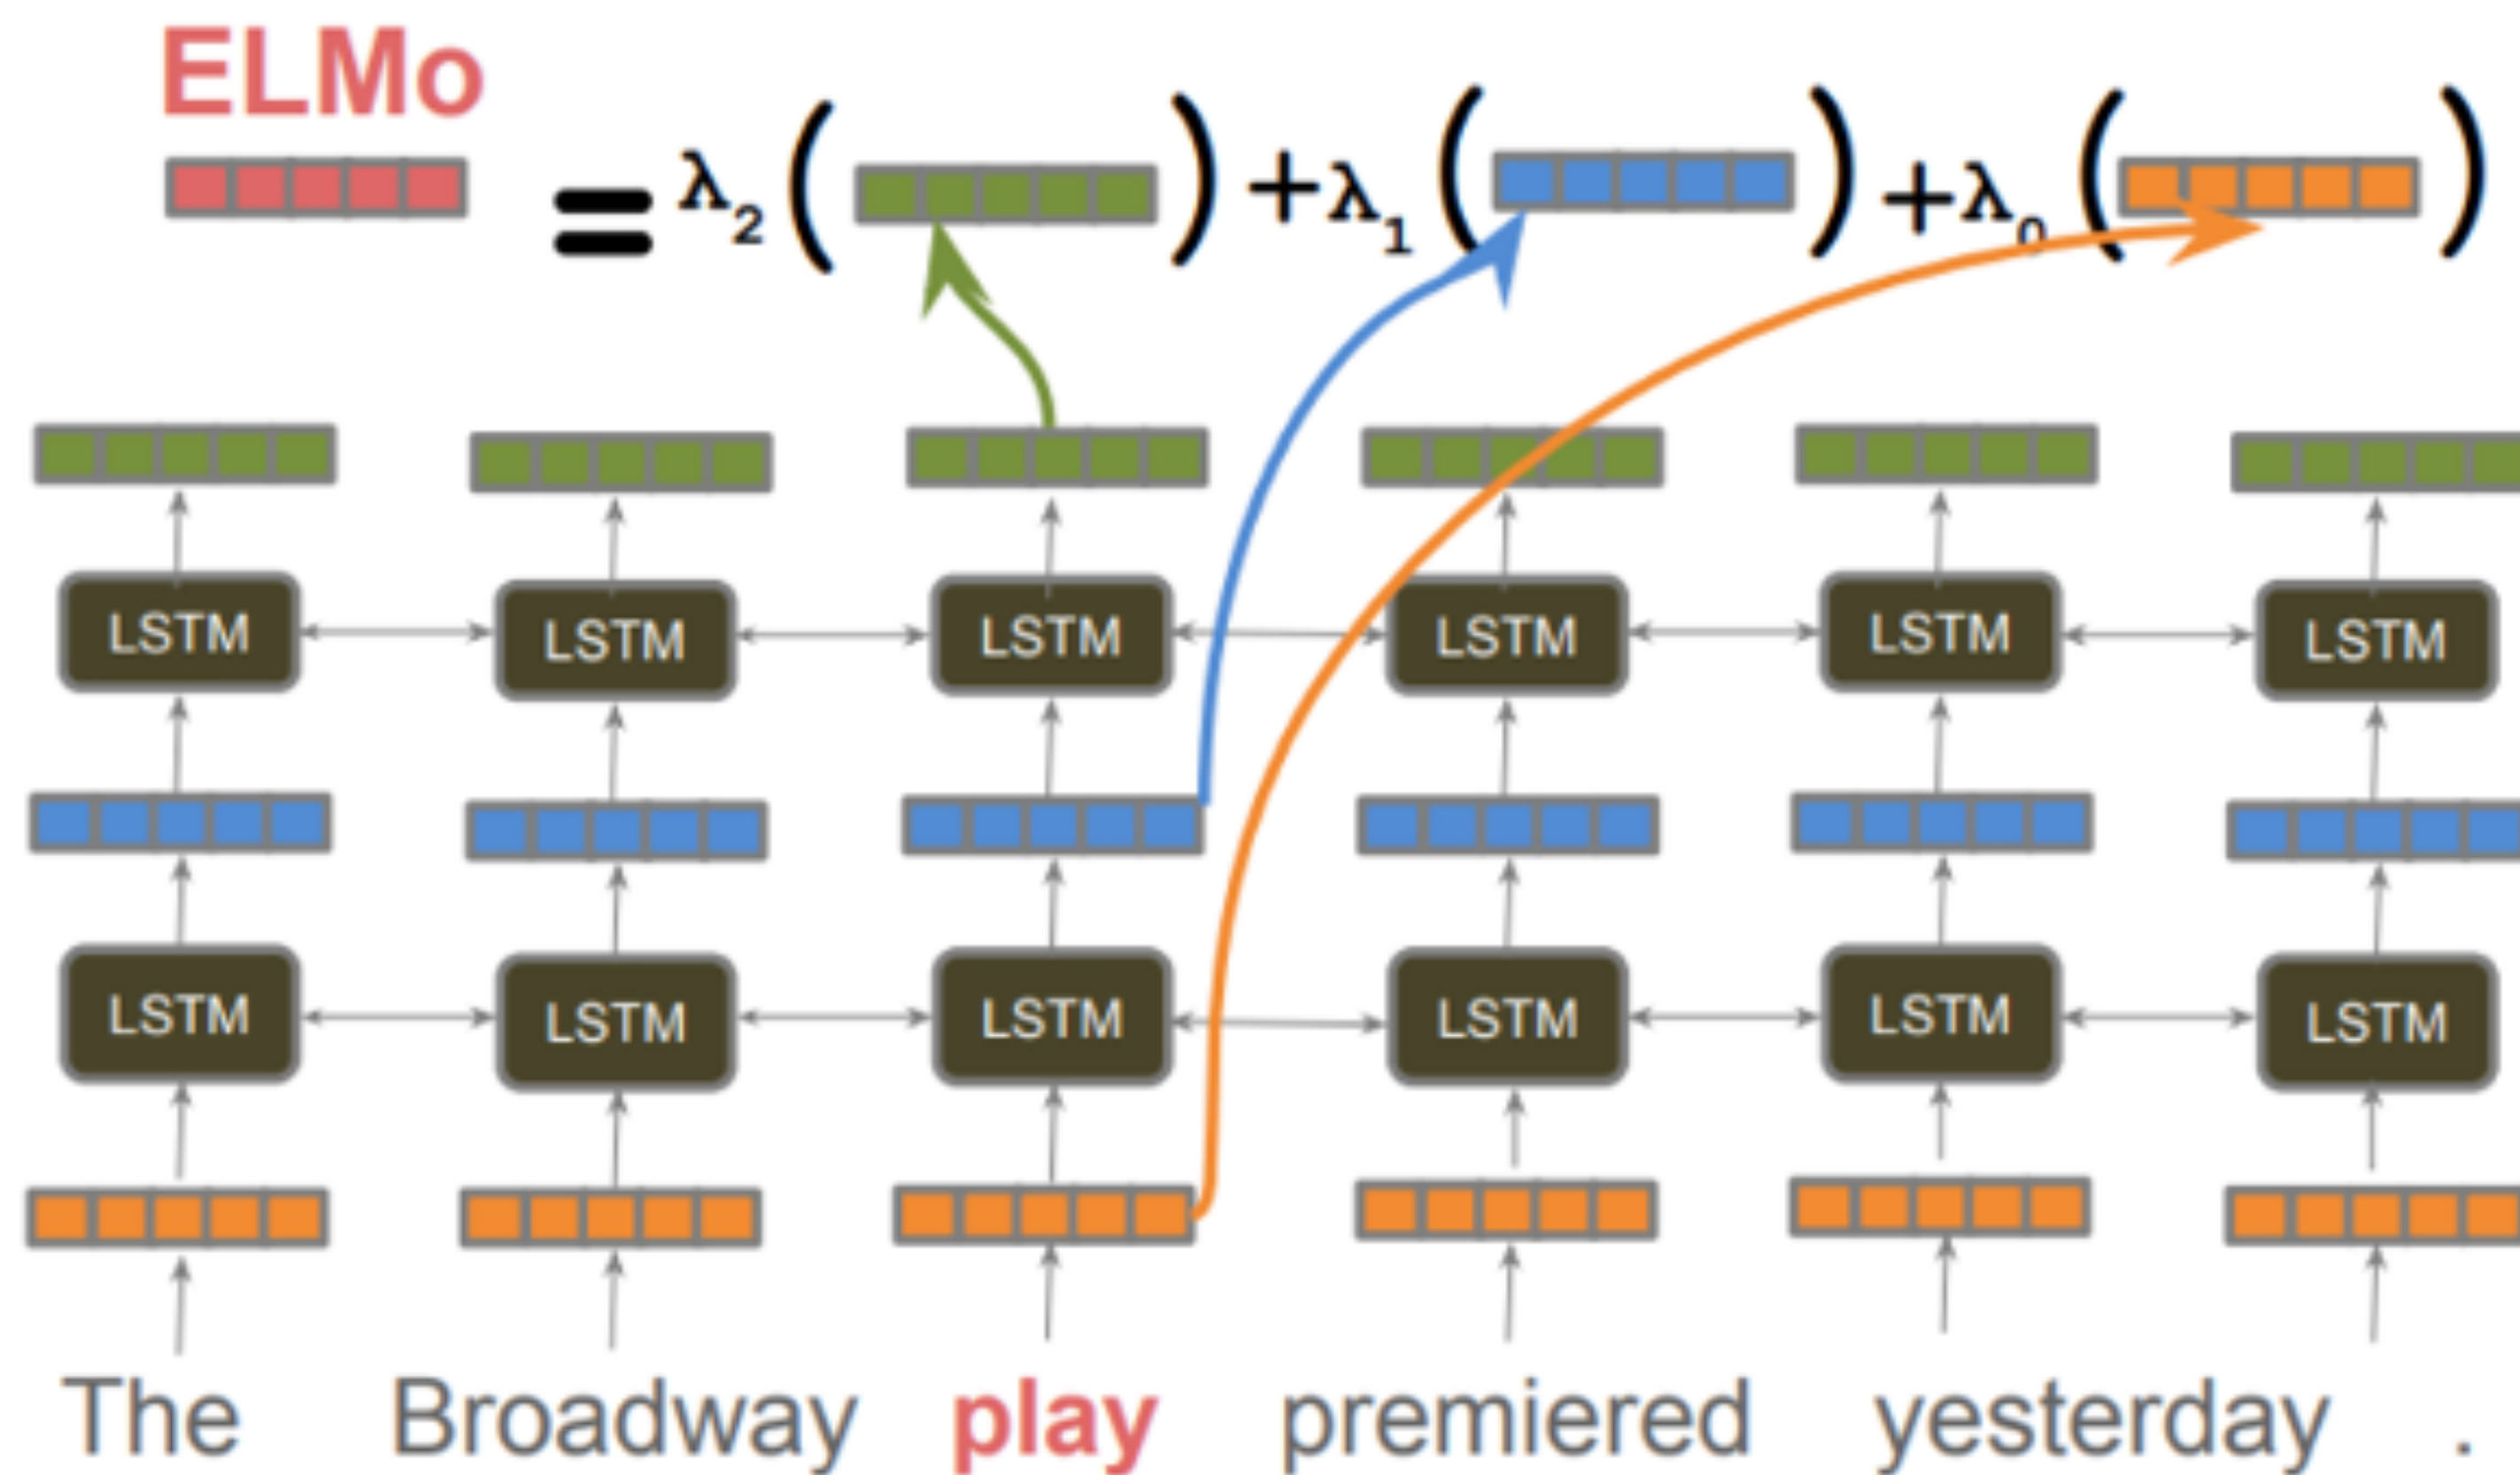 ELMo
= λ2 ( ) +λ1 ( ) +λ0 ( )
LSTM LSTM LSTM LSTM LSTM LSTM
LSTM LSTM LSTM LSTM LSTM LSTM
The Broadway play premiered yesterday .